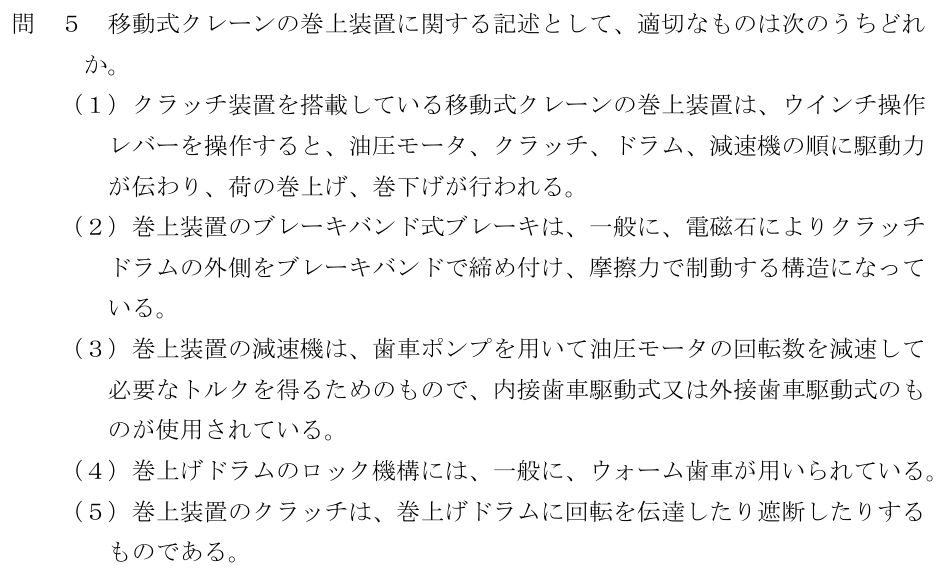 問　５　移動式クレーンの巻上装置に関する記述として、適切なものは次のうちどれ
か。
（１）クラッチ装置を搭載している移動式クレーンの巻上装置は、ウインチ操作
レバーを操作すると、油圧モータ、クラッチ、ドラム、減速機の順に駆動力
が伝わり、荷の巻上げ、巻下げが行われる。
（２）巻上装置のブレーキバンド式ブレーキは、一般に、電磁石によりクラッチ
ドラムの外側をブレーキバンドで締め付け、摩擦力で制動する構造になって
いる。
（３）巻上装置の減速機は、歯車ポンプを用いて油圧モータの回転数を減速して
必要なトルクを得るためのもので、内接歯車駆動式又は外接歯車駆動式のも
のが使用されている。
（４）巻上げドラムのロック機構には、一般に、ウォーム歯車が用いられている。
（５）巻上装置のクラッチは、巻上げドラムに回転を伝達したり遮断したりする
ものである。